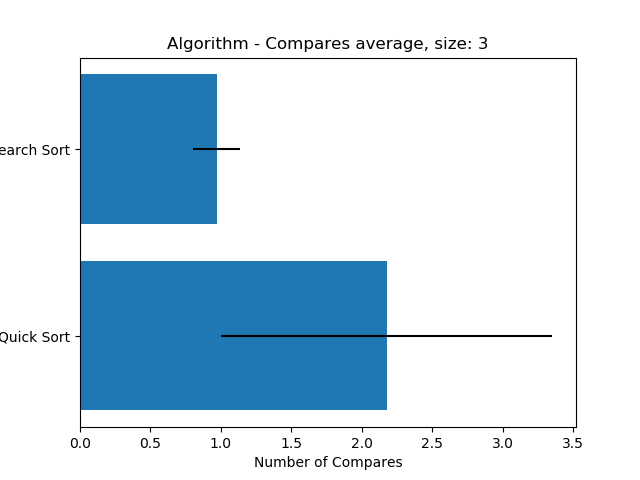 Algorithm - Compares average, size: 3
earch Sort
Quick Sort
0.0 0.5 1.0 1.5 2.0 2.5 3.0 3.5
Number of Compares